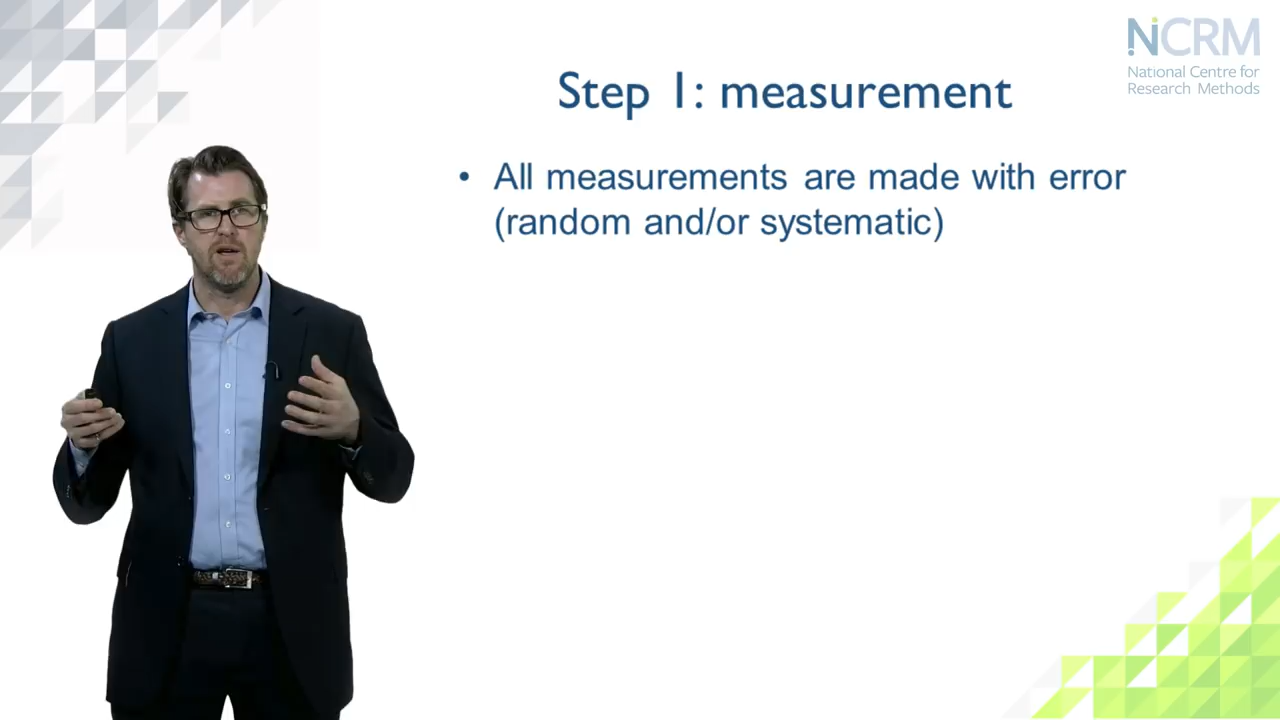 NCRM
National Centre for
Research Methods
Step 1: measurement
• All measurements are made with error
(random and/or systematic)